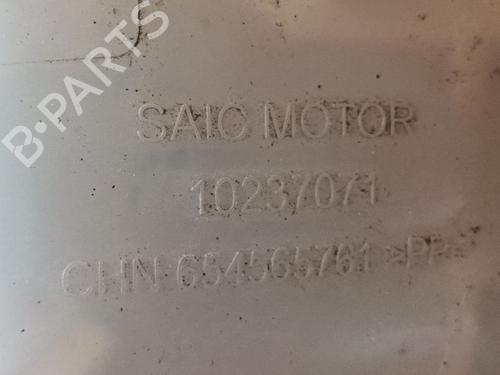 B-PARTS
SAIC MOTOR
10237071
CHN 654565761 >PP<